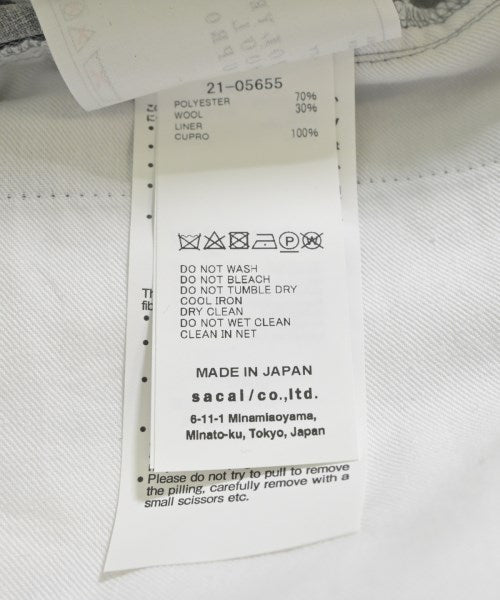 21-05655
POLYESTER 70%
WOOL 30%
LINER
CUPRO 100%
DO NOT WASH
DO NOT BLEACH
DO NOT TUMBLE DRY
COOL IRON
DRY CLEAN
DO NOT WET CLEAN
CLEAN IN NET
MADE IN JAPAN
sacai/co.,ltd.
6-11-1 Minamiaoyama,
Minato-ku, Tokyo, Japan
• Please do not try to pull to remove
the pilling, carefully remove with a
small scissors etc.